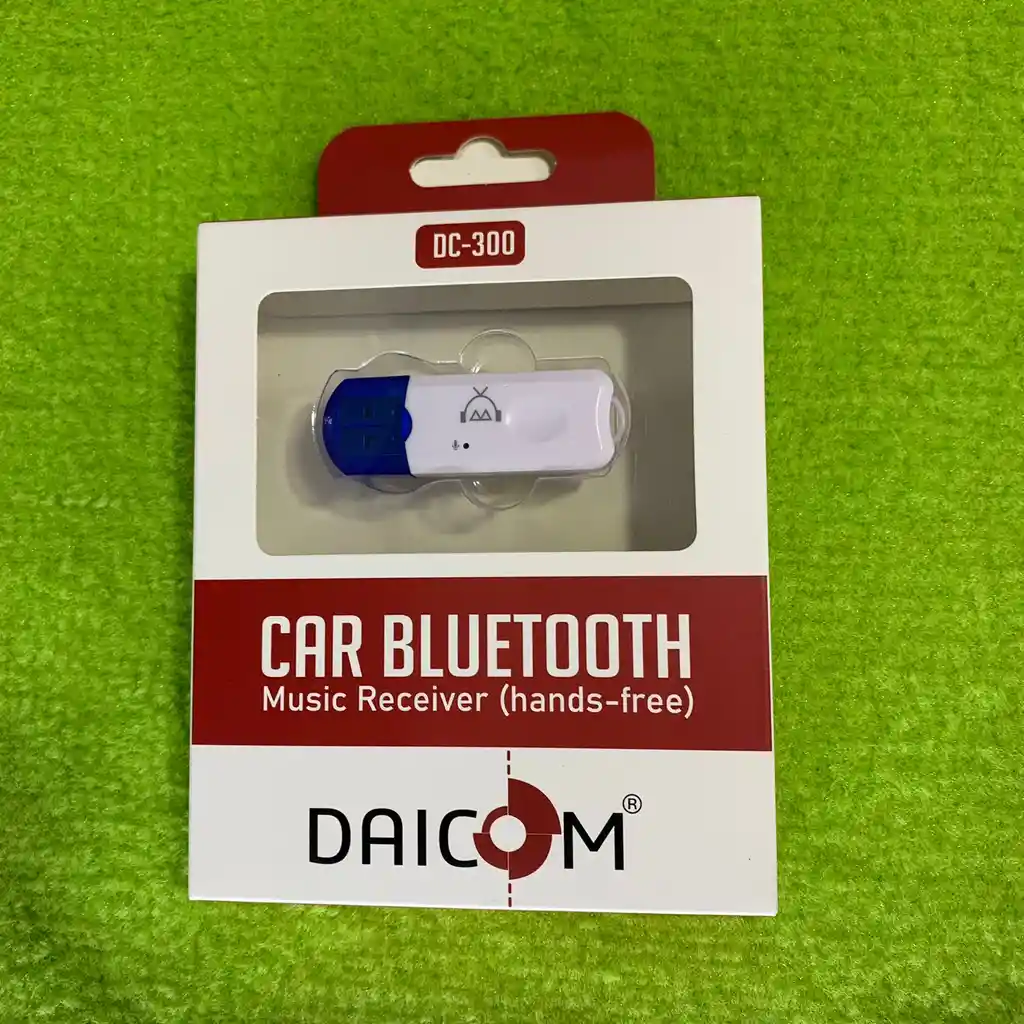 DC-300
CAR BLUETOOTH
Music Receiver (hands-free)
DAICOM®